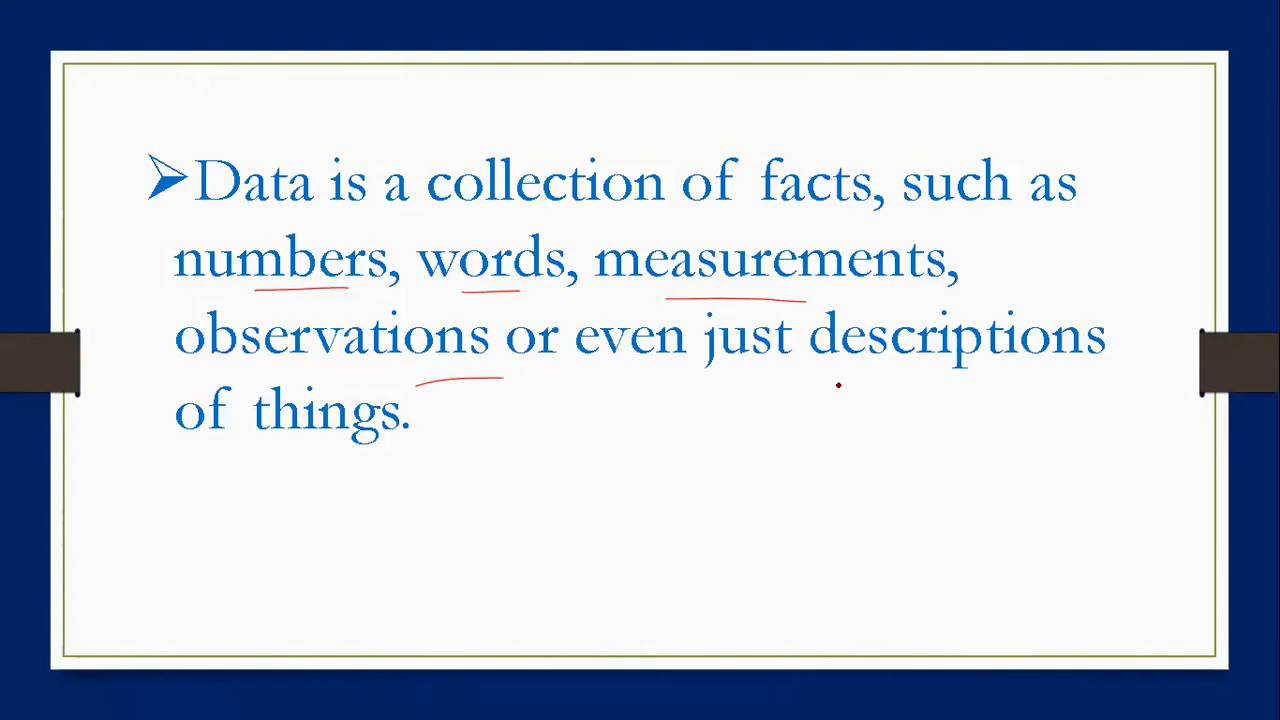 ➢Data is a collection of facts, such as
numbers, words, measurements,
observations or even just descriptions
of things.